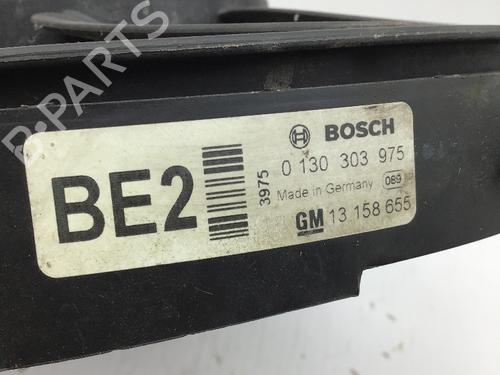 B-PARTS
BE2
3975
BOSCH
0 130 303 975
Made in Germany 089
GM 13 158 655